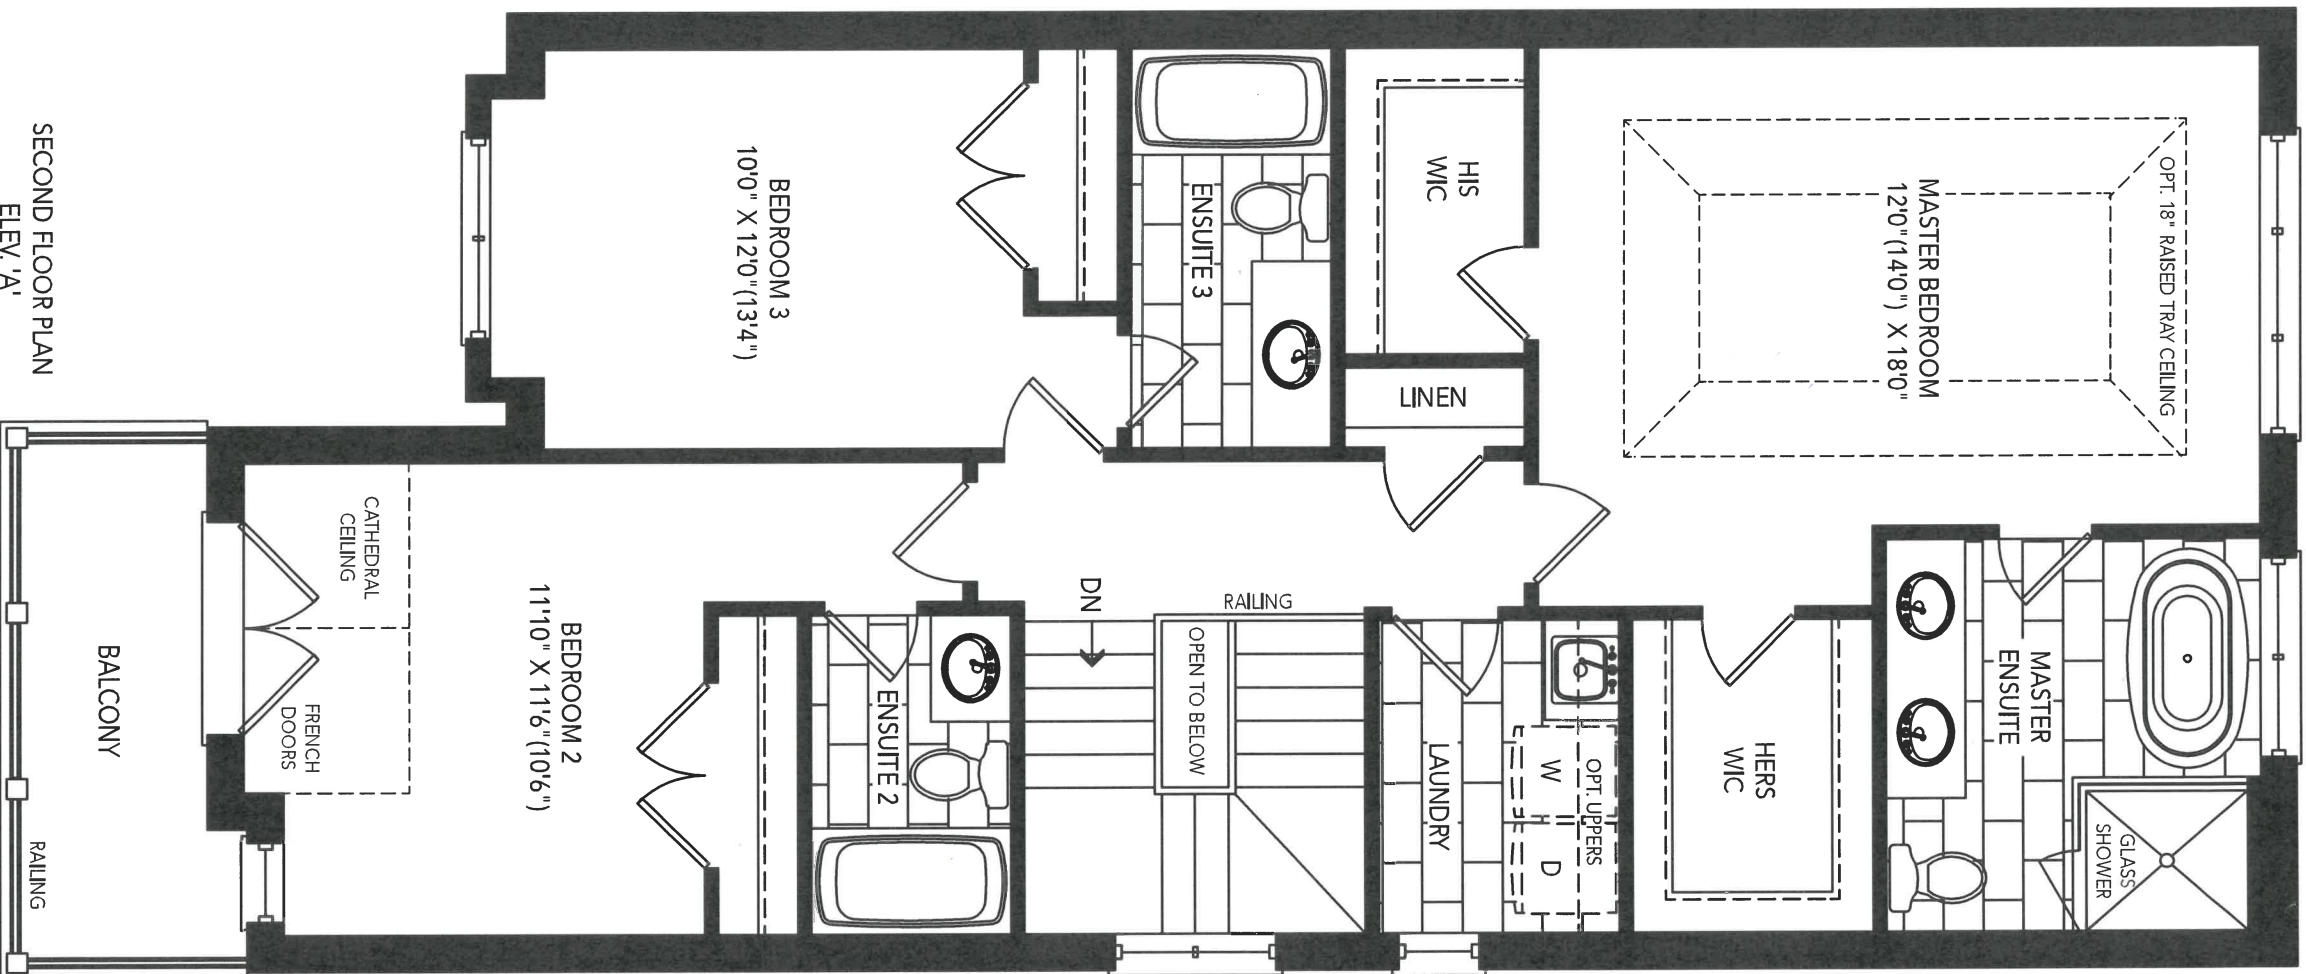 OPT. 18" RAISED TRAY CEILING
MASTER BEDROOM
12'0"(14'0") X 18'0"
GLASS
SHOWER
MASTER
ENSUITE
HERS
WIC
HIS
WIC
LINEN
OPT. UPPERS
W
D
LAUNDRY
RAILING
OPEN TO BELOW
DN
ENSUITE 3
ENSUITE 2
BEDROOM 3
10'0" X 12'0"(13'4")
BEDROOM 2
11'10" X 11'6"(10'6")
CATHEDRAL
CEILING
FRENCH
DOORS
BALCONY
RAILING
SECOND FLOOR PLAN
ELEV. 'A'